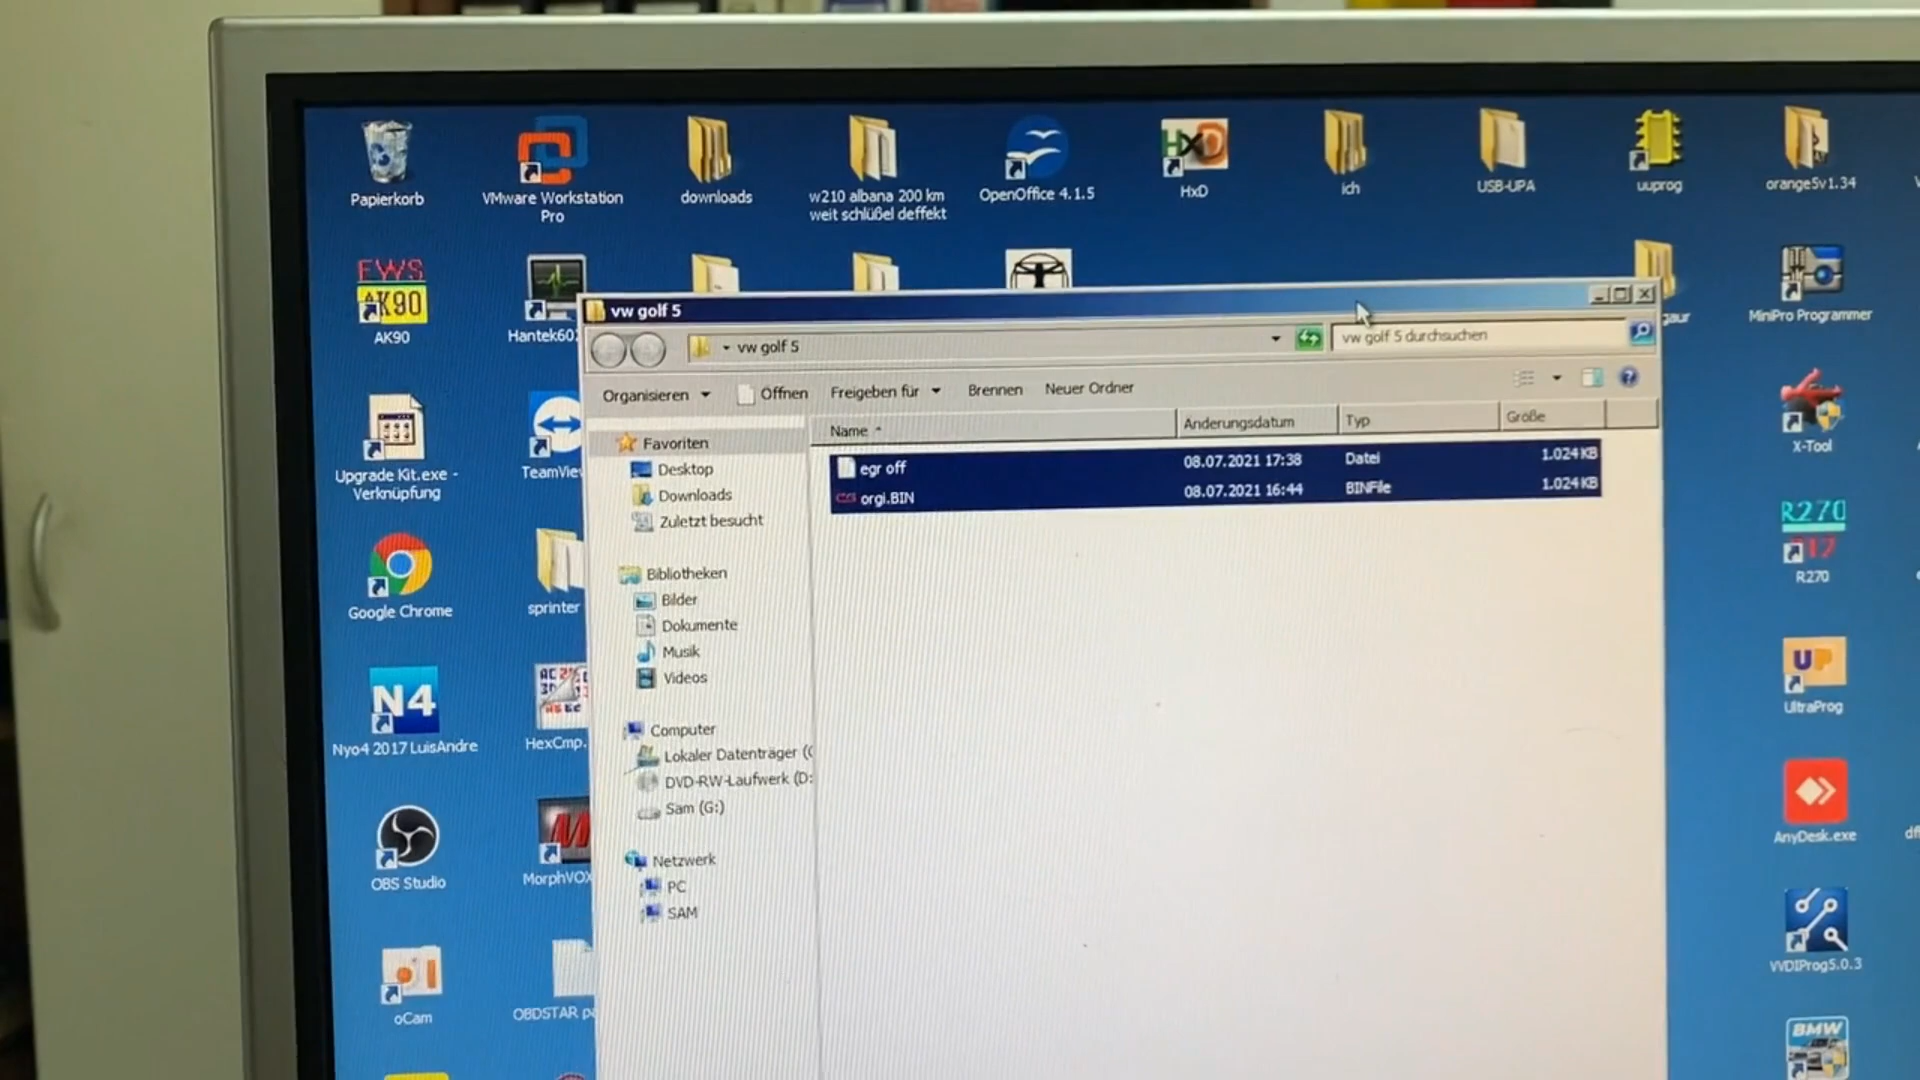 Papierkorb
VMware Workstation
Pro
downloads
w210 albana 200 km
weit schlüßel deffekt
OpenOffice 4.1.5
HxD
HxD
ich
USB-UPA
uuprog
orange5v1.34
EWS
AK90
AK90
MiniPro Programmer
vw golf 5
vw golf 5
vw golf 5 durchsuchen
Organisieren
Öffnen
Freigeben für
Brennen
Neuer Ordner
Name
Änderungsdatum
Typ
Größe
egr off
08.07.2021 17:38
Datei
1.024 KB
orgi.BIN
08.07.2021 16:44
BINFile
1.024 KB
Favoriten
Desktop
Downloads
Zuletzt besucht
Bibliotheken
Bilder
Dokumente
Musik
Videos
Computer
Lokaler Datenträger (
DVD-RW-Laufwerk (D:
Sam (G:)
Netzwerk
PC
SAM
Upgrade Kit.exe -
Verknüpfung
Google Chrome
sprinter
N4
Nyo4 2017 LuisAndre
HexCmp.
OBS Studio
MorphVOX
oCam
X-Tool
R270
R270
UP
UltraProg
AnyDesk.exe
VVDIProg5.0.3
BMW